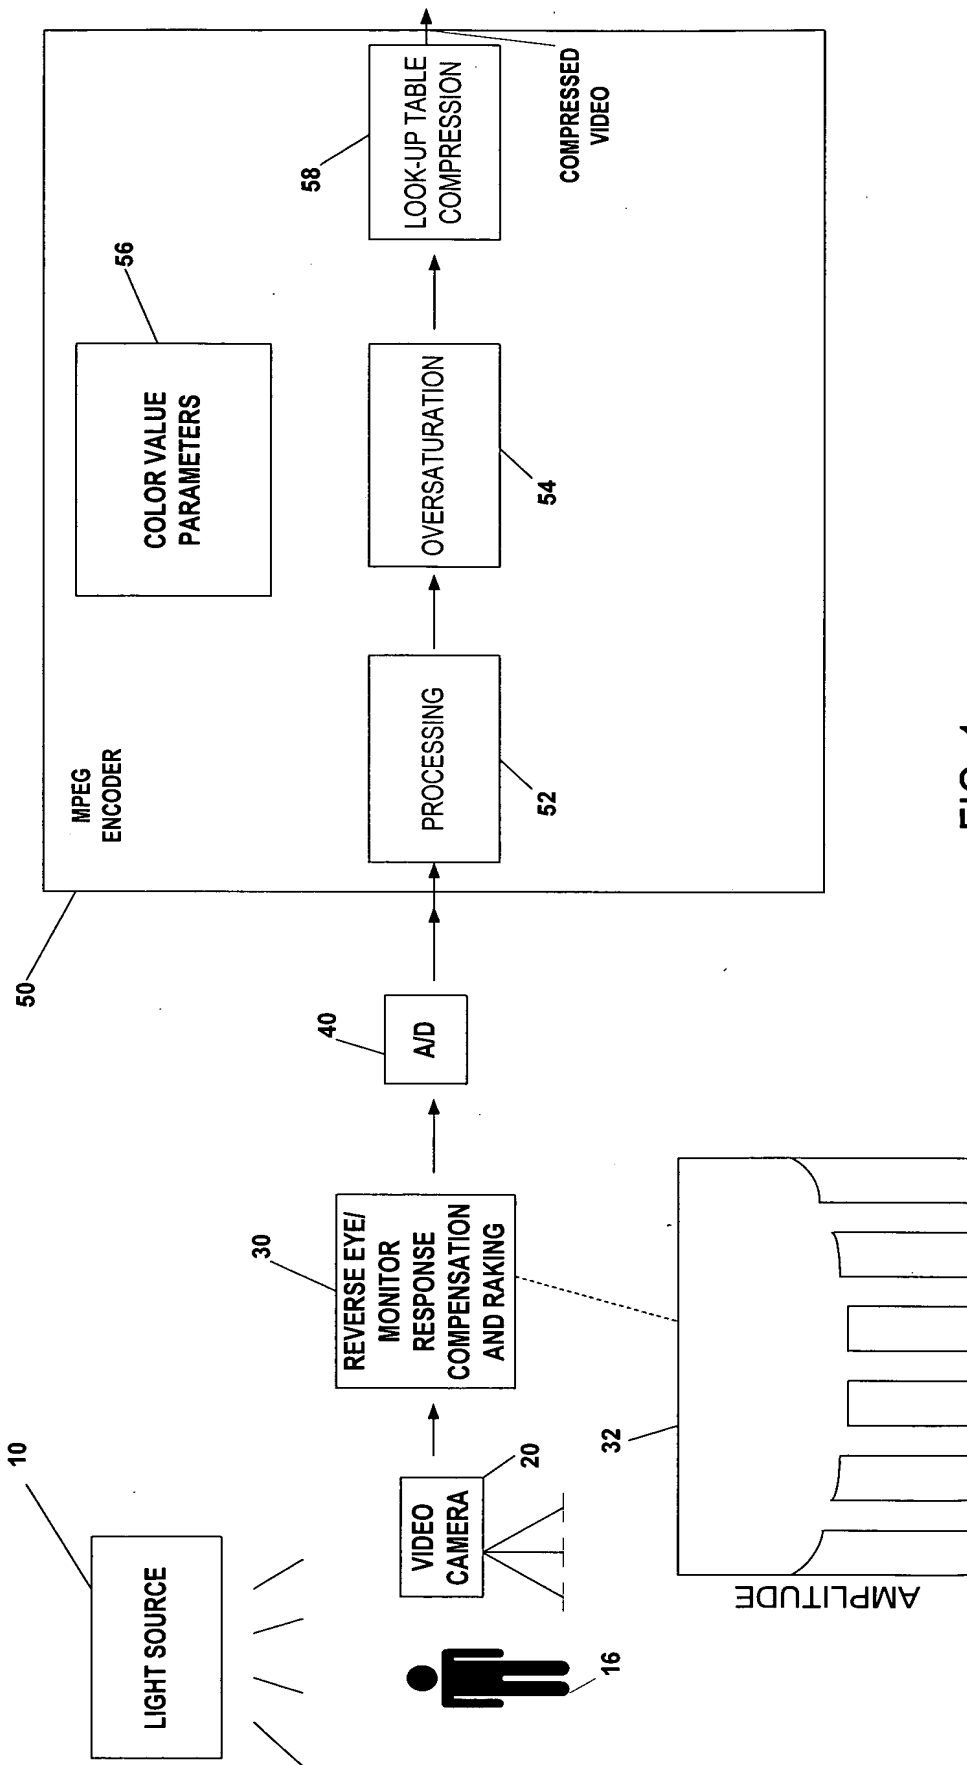 10
LIGHT SOURCE
16
VIDEO
CAMERA
20
30
REVERSE EYE/
MONITOR
RESPONSE
COMPENSATION
AND RAKING
32
AMPLITUDE
40
A/D
50
MPEG
ENCODER
PROCESSING
52
COLOR VALUE
PARAMETERS
56
OVERSATURATION
54
58
LOOK-UP TABLE
COMPRESSION
COMPRESSED
VIDEO
FIG.